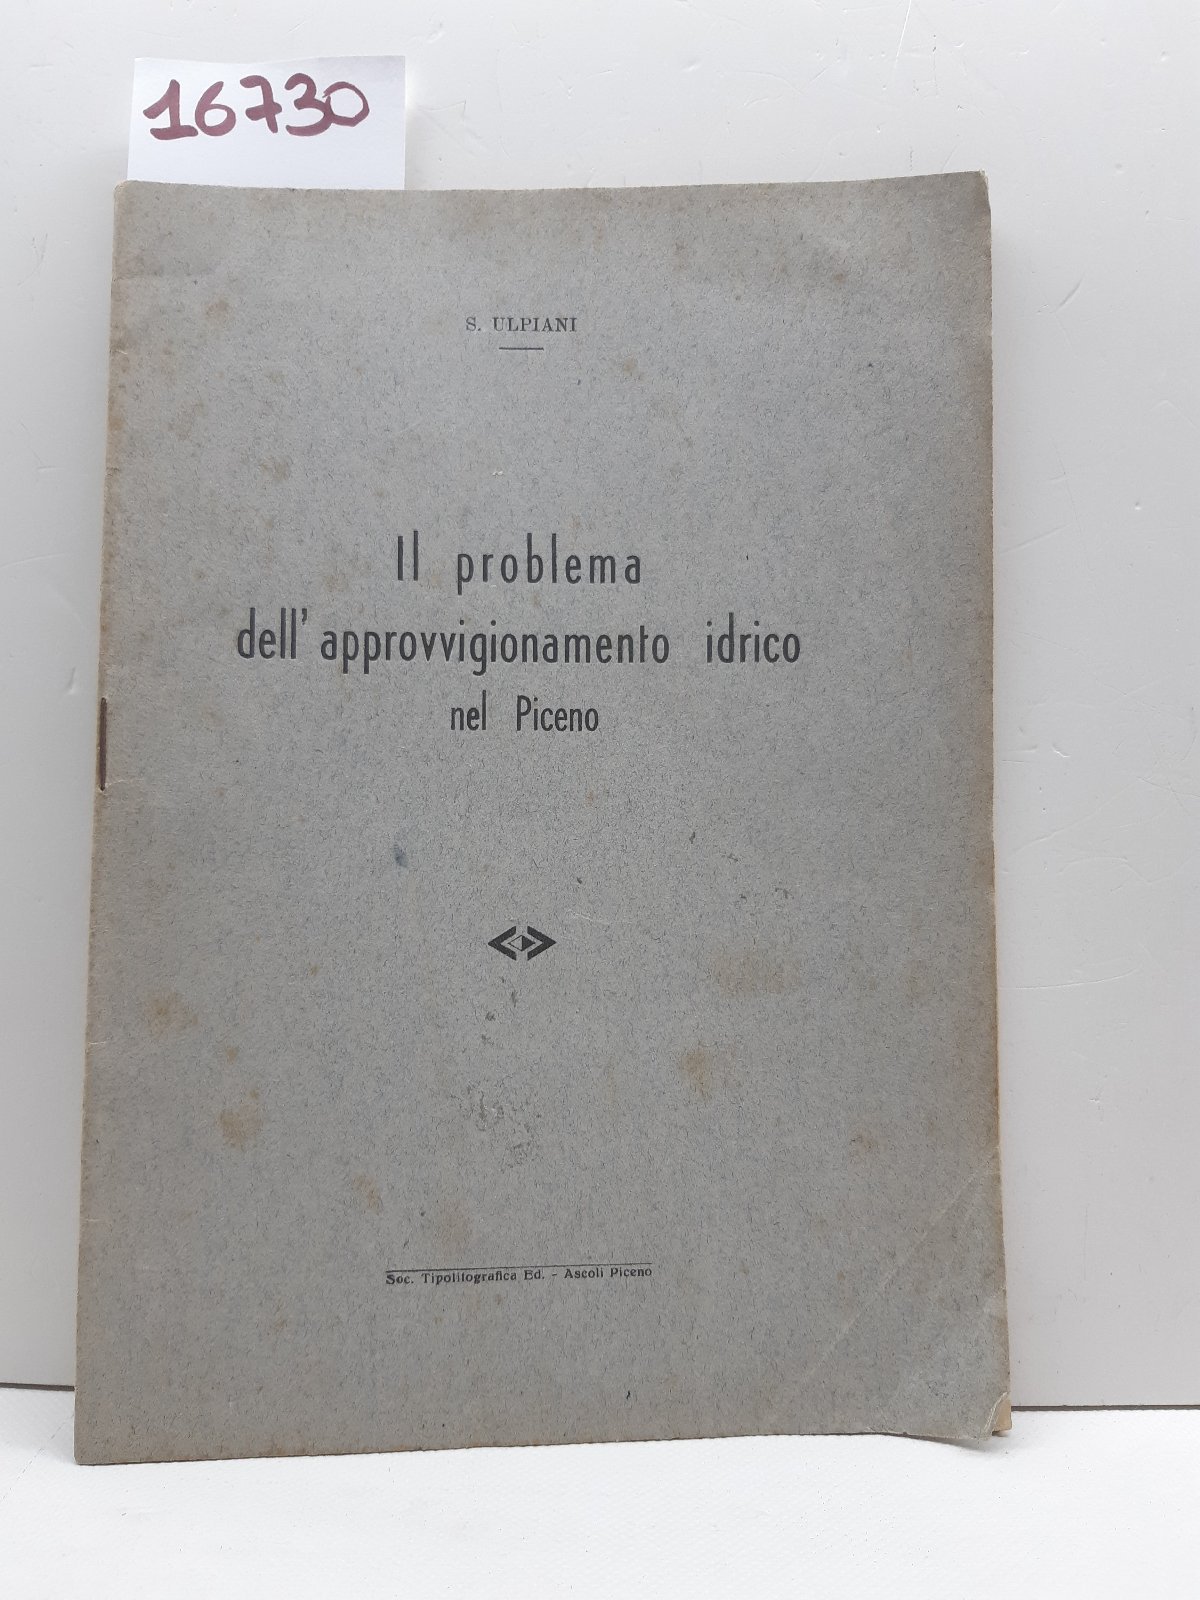 16730
S. ULPIANI
Il problema
dell' approvvigionamento idrico
nel Piceno
Soc. Tipolitografica Ed. - Ascoli Piceno